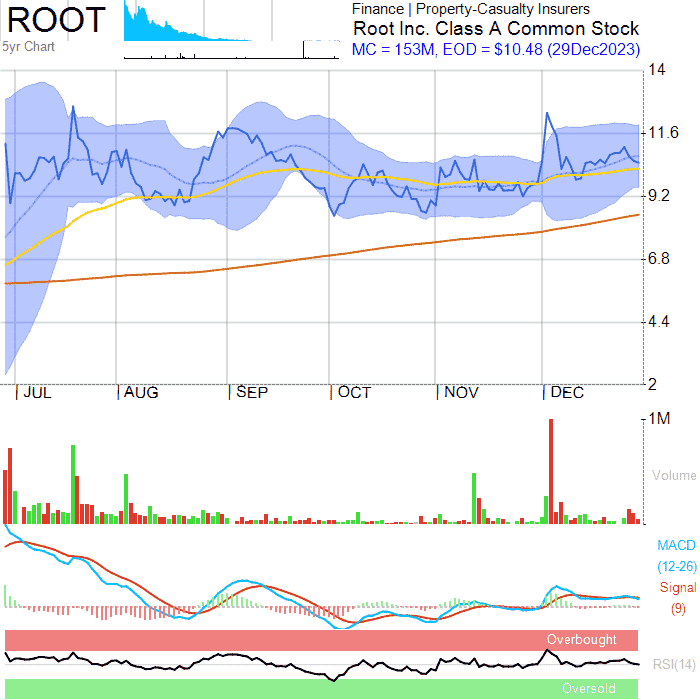 ROOT
5yr Chart
Finance | Property-Casualty Insurers
Root Inc. Class A Common Stock
MC = 153M, EOD = $10.48 (29Dec2023)
14
11.6
9.2
6.8
4.4
2
JUL AUG SEP OCT NOV DEC
1M
Volume
MACD
(12-26)
Signal
(9)
Overbought
RSI(14)
Oversold